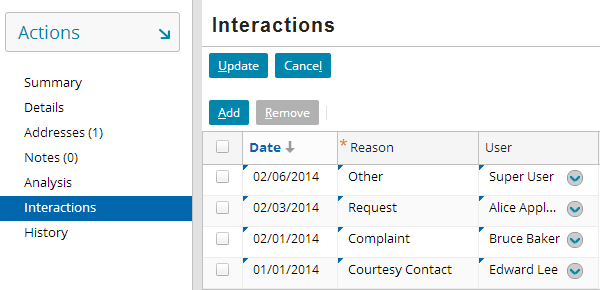 Actions
Summary
Details
Addresses (1)
Notes (0)
Analysis
Interactions
History
Interactions
Update Cancel
Add Remove
Date * Reason User
02/06/2014 Other Super User
02/03/2014 Request Alice Appl...
02/01/2014 Complaint Bruce Baker
01/01/2014 Courtesy Contact Edward Lee